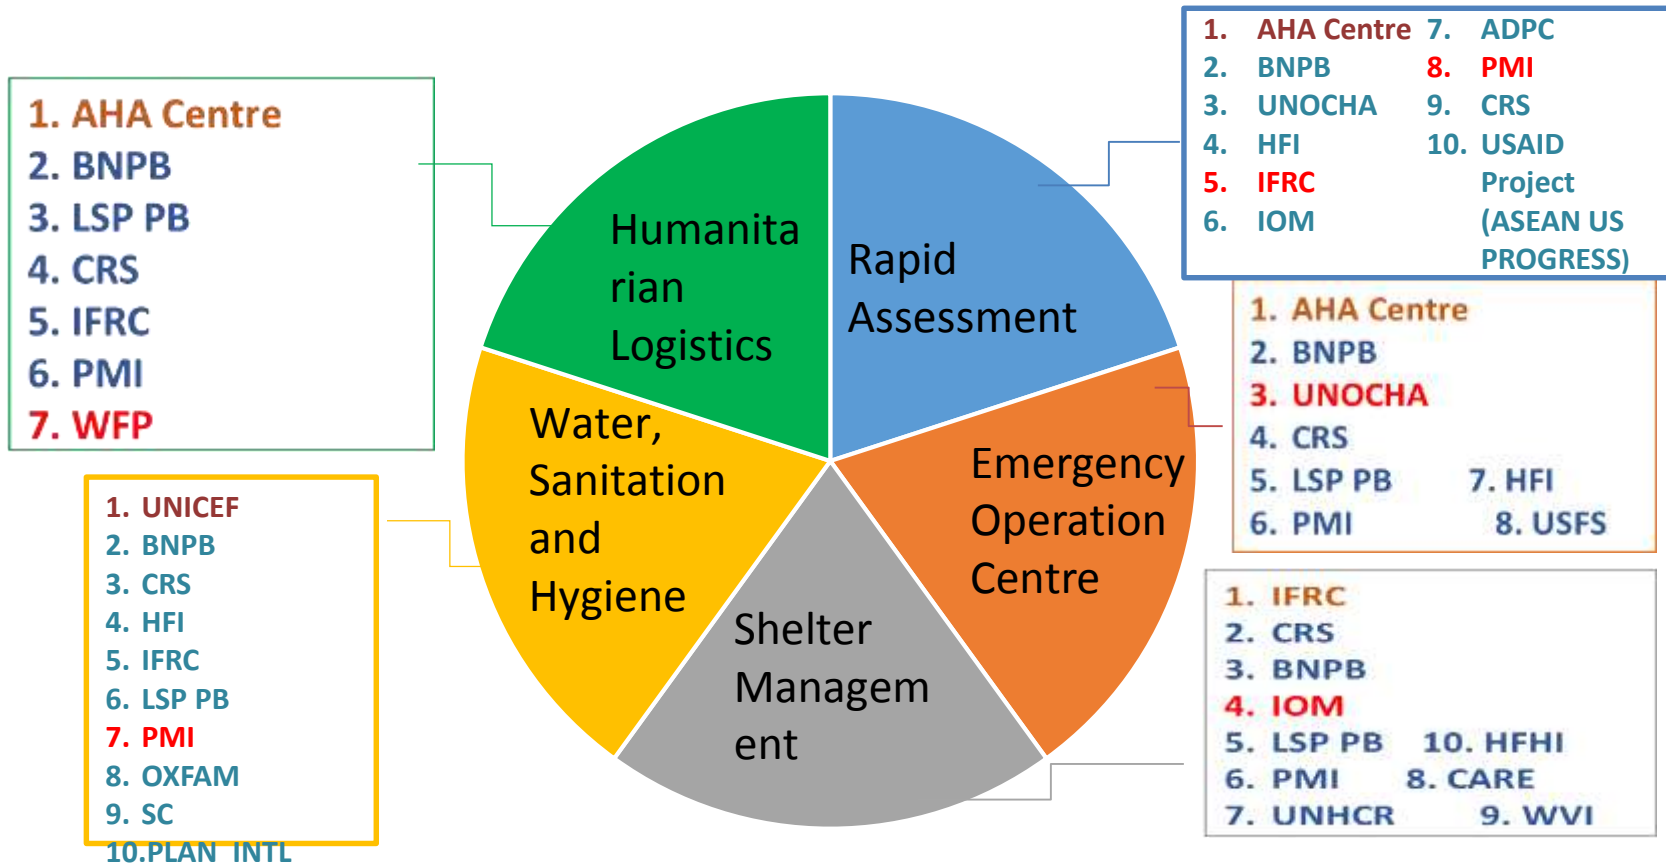 1. AHA Centre
2. BNPB
3. LSP PB
4. CRS
5. IFRC
6. PMI
7. WFP
1. UNICEF
2. BNPB
3. CRS
4. HFI
5. IFRC
6. LSP PB
7. PMI
8. OXFAM
9. SC
10.PLAN INTL
Humanita
rian
Logistics
Rapid
Assessment
Water,
Sanitation
and
Hygiene
Emergency
Operation
Centre
Shelter
Managem
ent
1. AHA Centre 7. ADPC
2. BNPB 8. PMI
3. UNOCHA 9. CRS
4. HFI 10. USAID
5. IFRC Project
6. IOM (ASEAN US
PROGRESS)
1. AHA Centre
2. BNPB
3. UNOCHA
4. CRS
5. LSP PB 7. HFI
6. PMI 8. USFS
1. IFRC
2. CRS
3. BNPB
4. IOM
5. LSP PB 10. HFHI
6. PMI 8. CARE
7. UNHCR 9. WVI